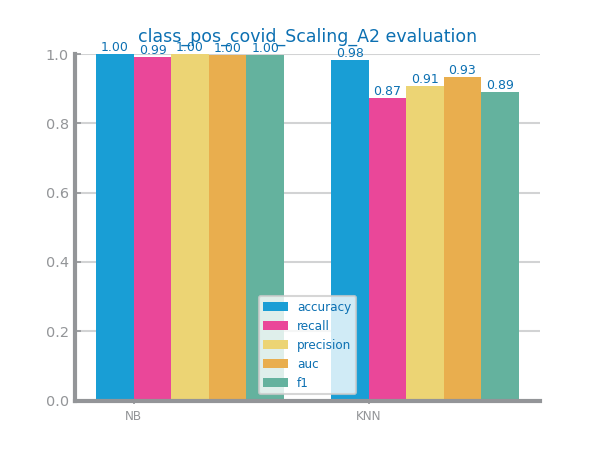 class_pos_covid_Scaling_A2 evaluation
1.00 0.99 1.00 1.00 1.00 0.98 0.87 0.91 0.93 0.89
1.0
0.8
0.6
0.4
0.2
0.0
accuracy
recall
precision
auc
f1
NB KNN